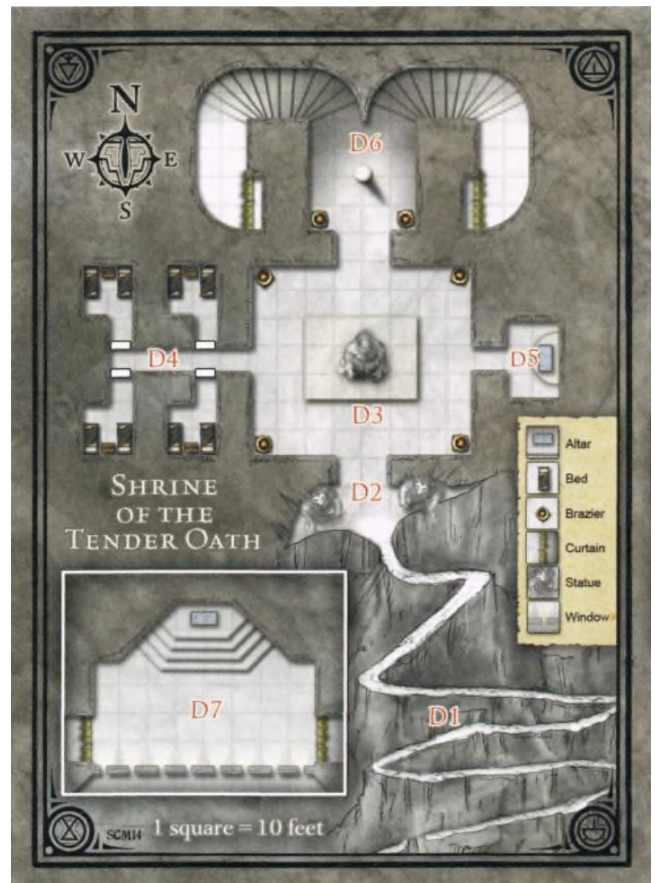 N
W E
S
D6
D4
D5
D3
D2
Altar
Bed
Brazier
Curtain
Statue
Window
SHRINE
OF THE
TENDER OATH
D7
D1
SCM14
1 square = 10 feet